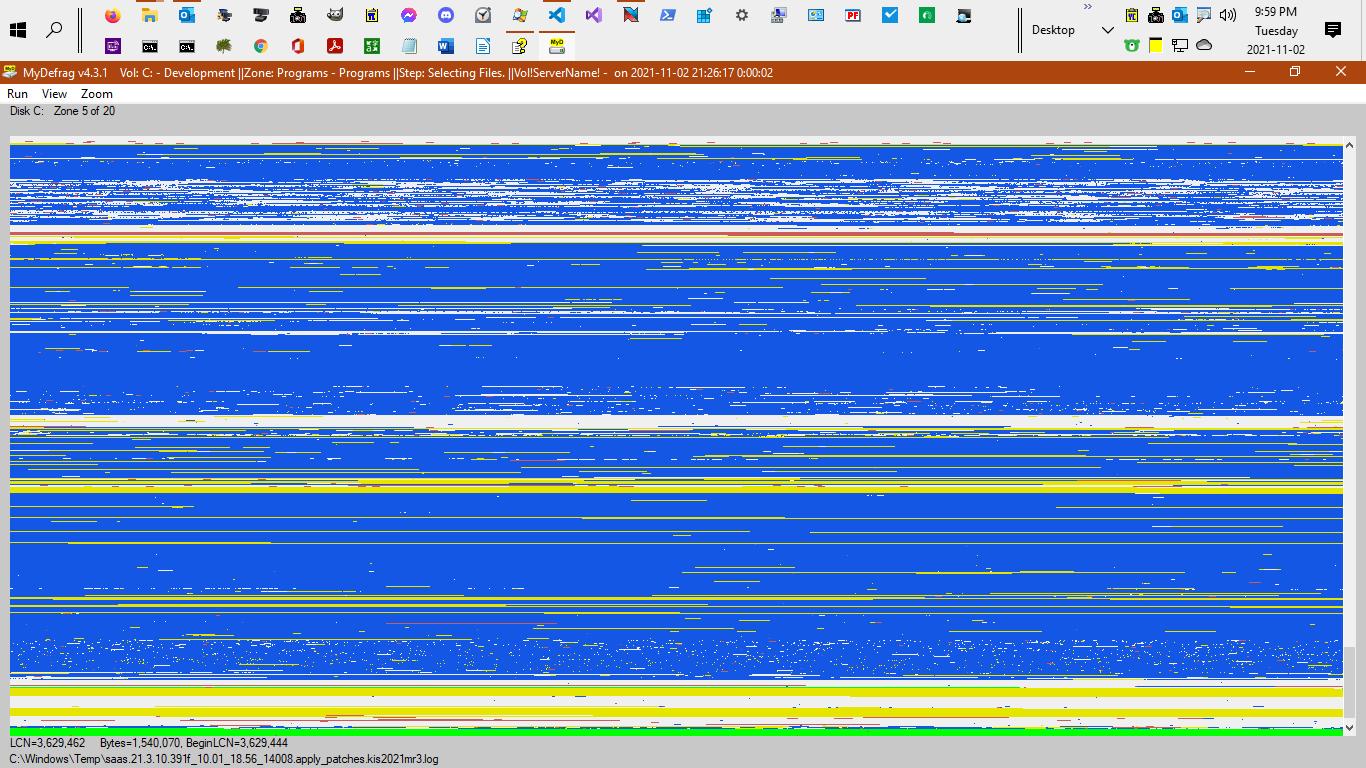 9:59 PM
Desktop
Tuesday
2021-11-02
MyDefrag v4.3.1 Vol: C: - Development ||Zone: Programs - Programs ||Step: Selecting Files. ||Vol!ServerName! - on 2021-11-02 21:26:17 0:00:02
Run View Zoom
Disk C: Zone 5 of 20
LCN=3,629,462 Bytes=1,540,070, BeginLCN=3,629,444
C:\Windows\Temp\saas.21.3.10.391f_10.01_18.56_14008.apply_patches.kis2021mr3.log